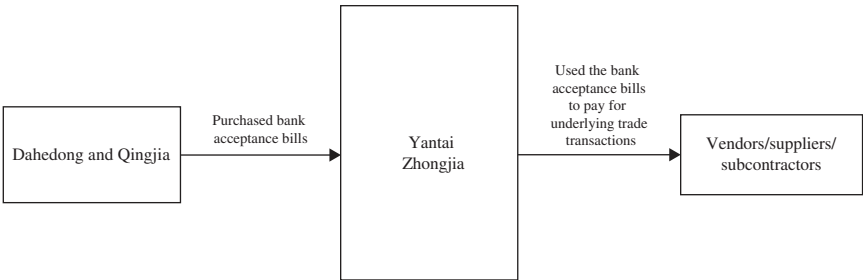 Dahedong and Qingjia
Purchased bank
acceptance bills
Yantai
Zhongjia
Used the bank
acceptance bills
to pay for
underlying trade
transactions
Vendors/suppliers/
subcontractors